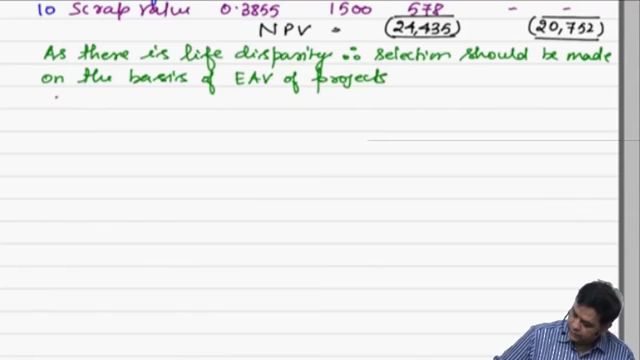 10 Scrap value 0.3855 1500 578 - -
NPV = (24,435) (20,752)
As there is life disparity ∴ selection should be made
on the basis of EAV of projects